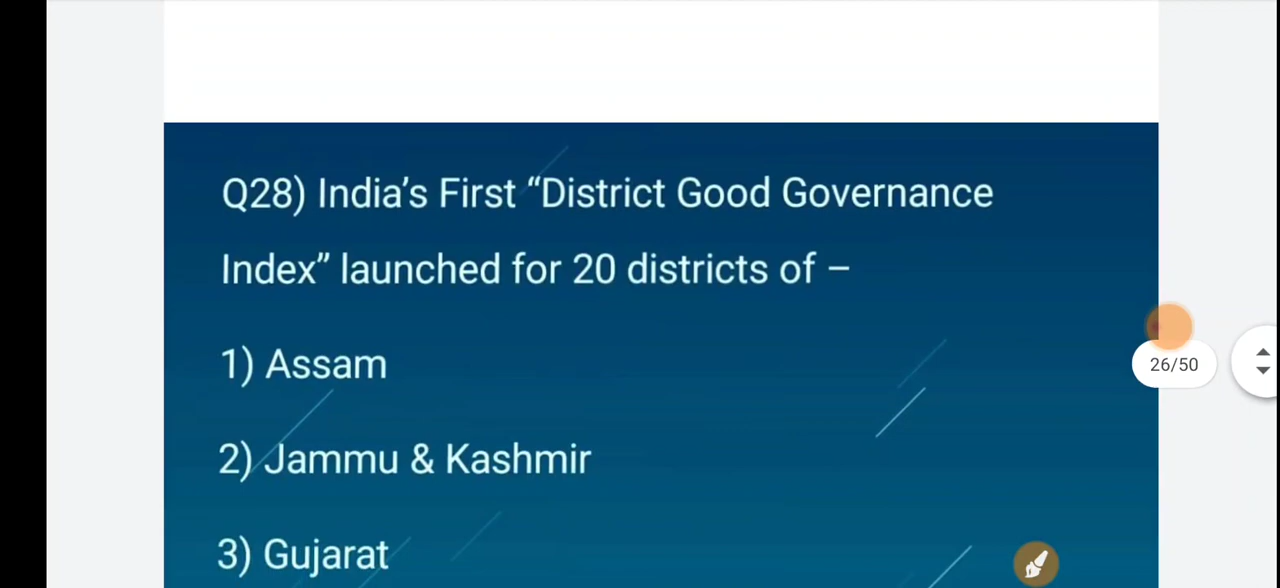 Q28) India’s First “District Good Governance
Index” launched for 20 districts of –
1) Assam
26/50
2) Jammu & Kashmir
3) Gujarat